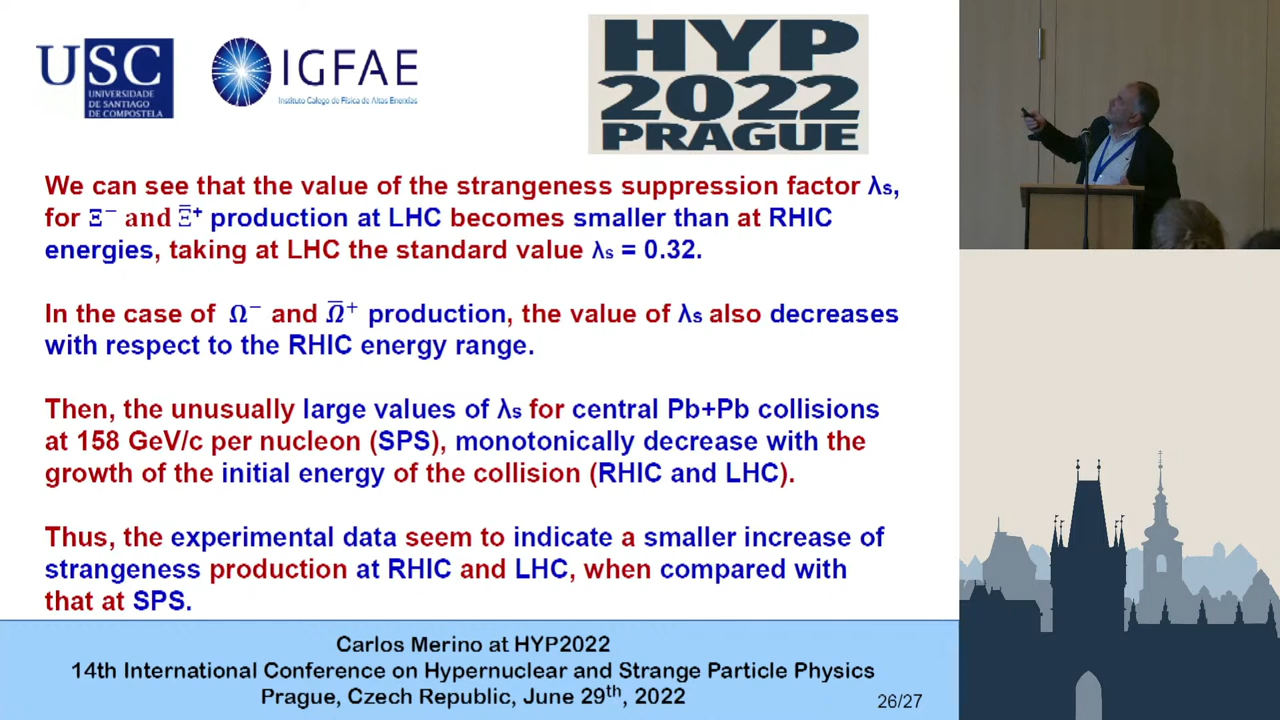 USC
UNIVERSIDADE
DE SANTIAGO
DE COMPOSTELA
IGFAE
Instituto Galego de Física de Altas Enerxías
HYP
2022
PRAGUE
We can see that the value of the strangeness suppression factor λs,
for Ξ⁻ and Ξ̅⁺ production at LHC becomes smaller than at RHIC
energies, taking at LHC the standard value λs = 0.32.
In the case of Ω⁻ and Ω̅⁺ production, the value of λs also decreases
with respect to the RHIC energy range.
Then, the unusually large values of λs for central Pb+Pb collisions
at 158 GeV/c per nucleon (SPS), monotonically decrease with the
growth of the initial energy of the collision (RHIC and LHC).
Thus, the experimental data seem to indicate a smaller increase of
strangeness production at RHIC and LHC, when compared with
that at SPS.
Carlos Merino at HYP2022
14th International Conference on Hypernuclear and Strange Particle Physics
Prague, Czech Republic, June 29th, 2022
26/27